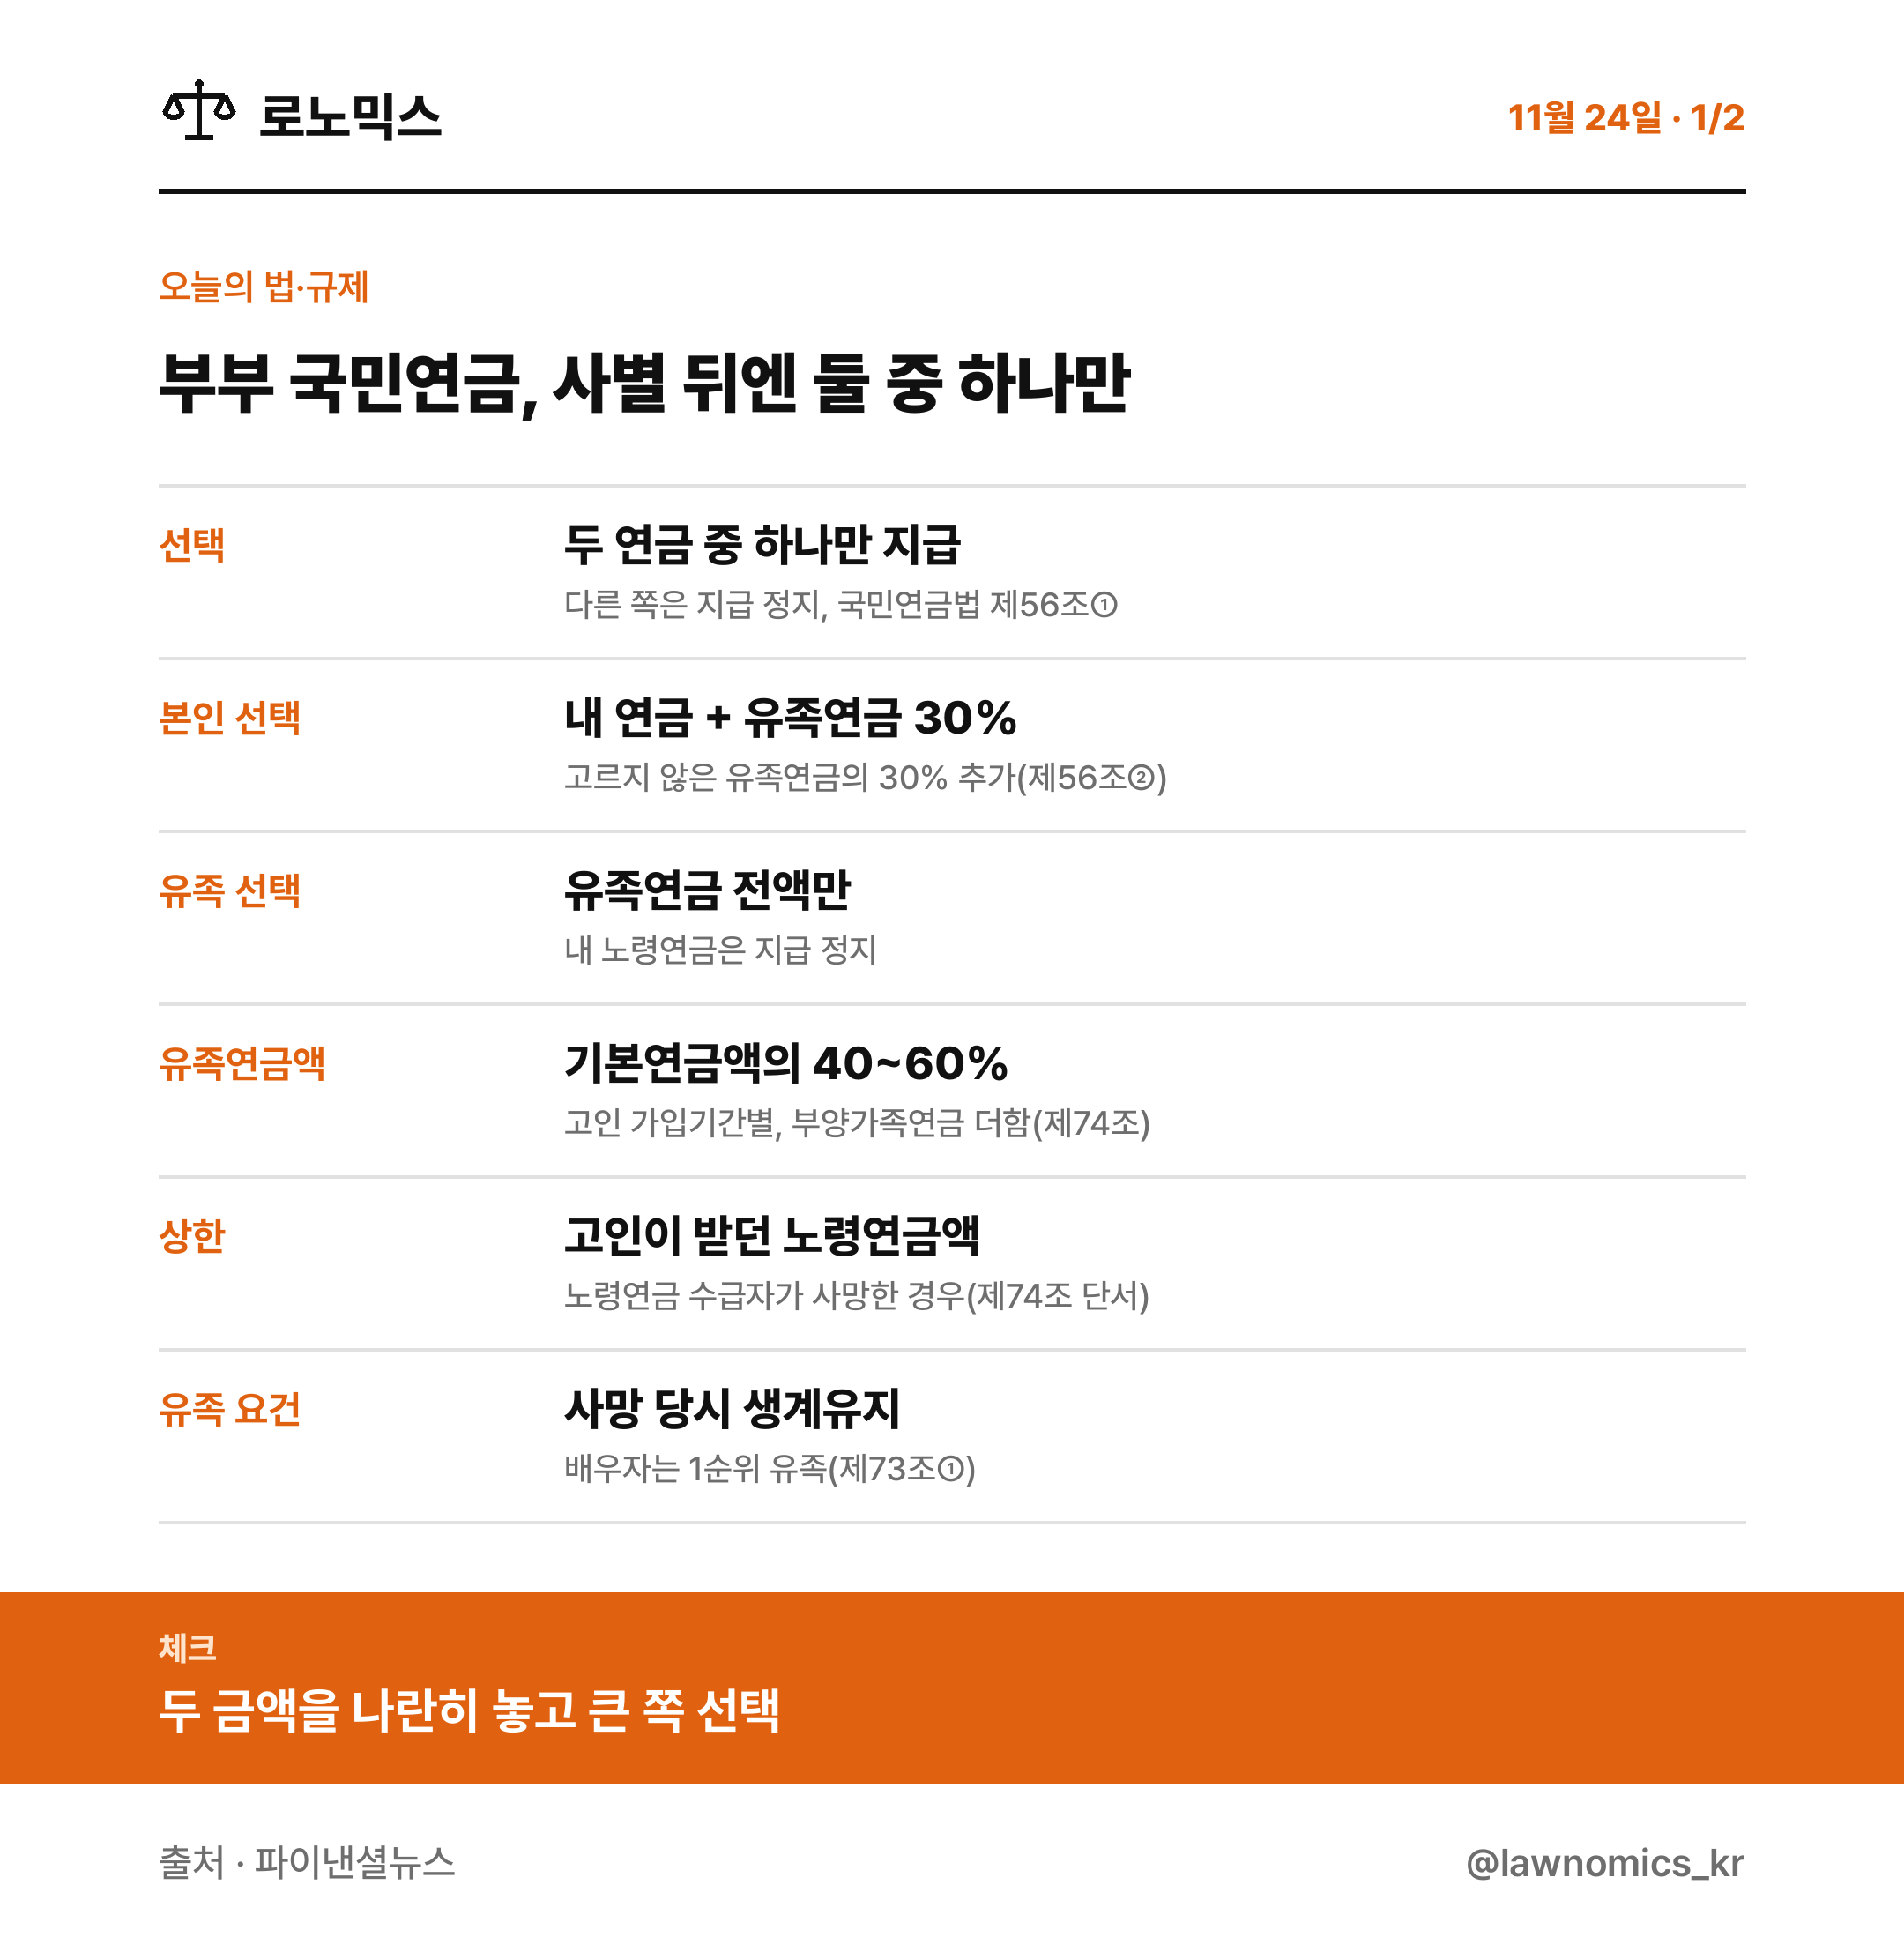 로노믹스
11월 24일 · 1/2
오늘의 법·규제
부부 국민연금, 사별 뒤엔 둘 중 하나만
선택
두 연금 중 하나만 지급
다른 쪽은 지급 정지, 국민연금법 제56조①
본인 선택
내 연금 + 유족연금 30%
고르지 않은 유족연금의 30% 추가(제56조②)
유족 선택
유족연금 전액만
내 노령연금은 지급 정지
유족연금액
기본연금액의 40~60%
고인 가입기간별, 부양가족연금 더함(제74조)
상한
고인이 받던 노령연금액
노령연금 수급자가 사망한 경우(제74조 단서)
유족 요건
사망 당시 생계유지
배우자는 1순위 유족(제73조①)
체크
두 금액을 나란히 놓고 큰 쪽 선택
출처 · 파이낸셜뉴스
@lawnomics_kr